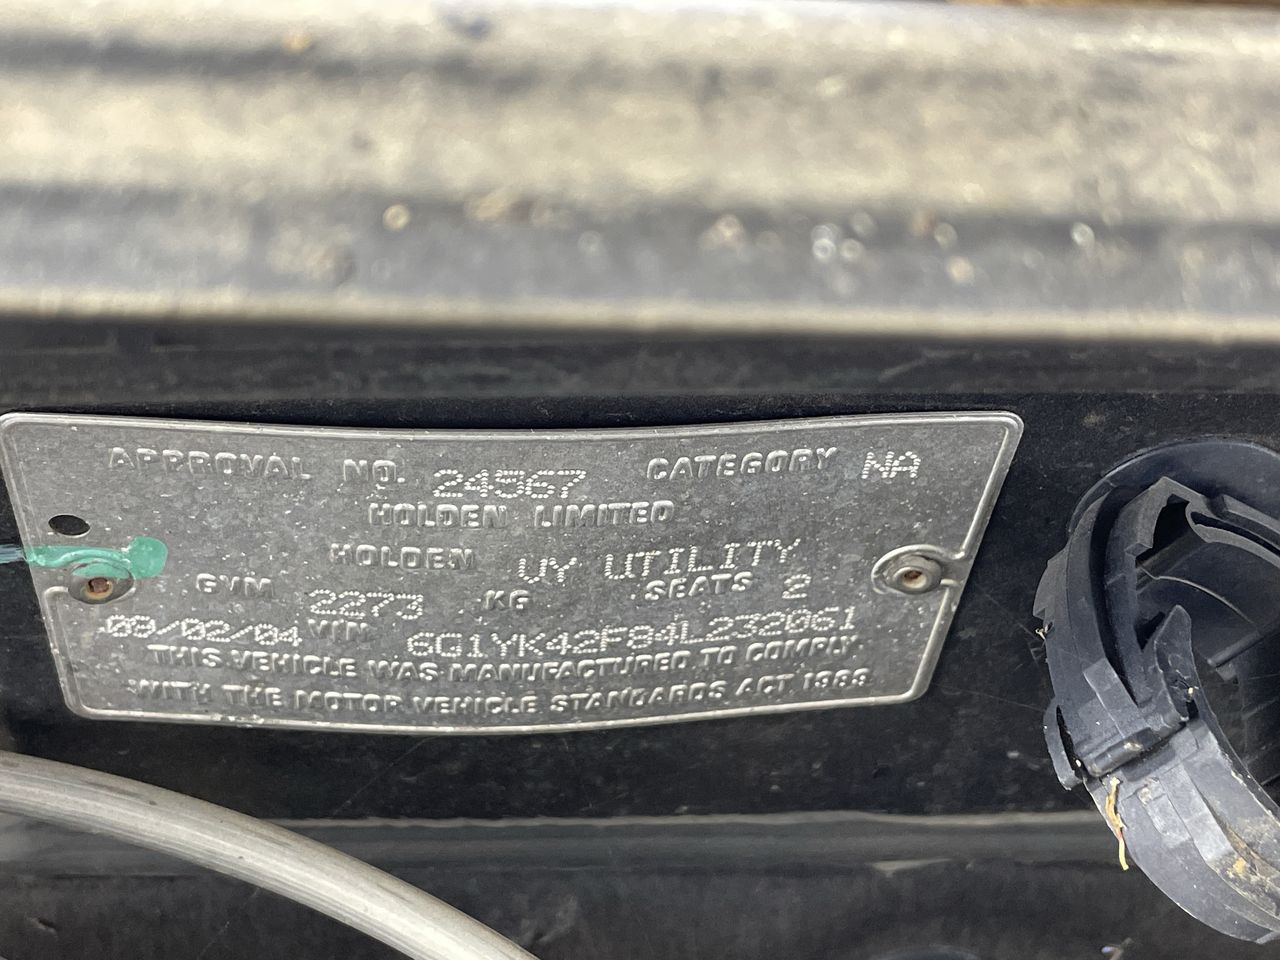 APPROVAL NO. 24567 CATEGORY NA
HOLDEN LIMITED
HOLDEN VY UTILITY
GVM 2273 KG SEATS 2
09/02/04 VIN 6G1YK42F84L232061
THIS VEHICLE WAS MANUFACTURED TO COMPLY
WITH THE MOTOR VEHICLE STANDARDS ACT 1989